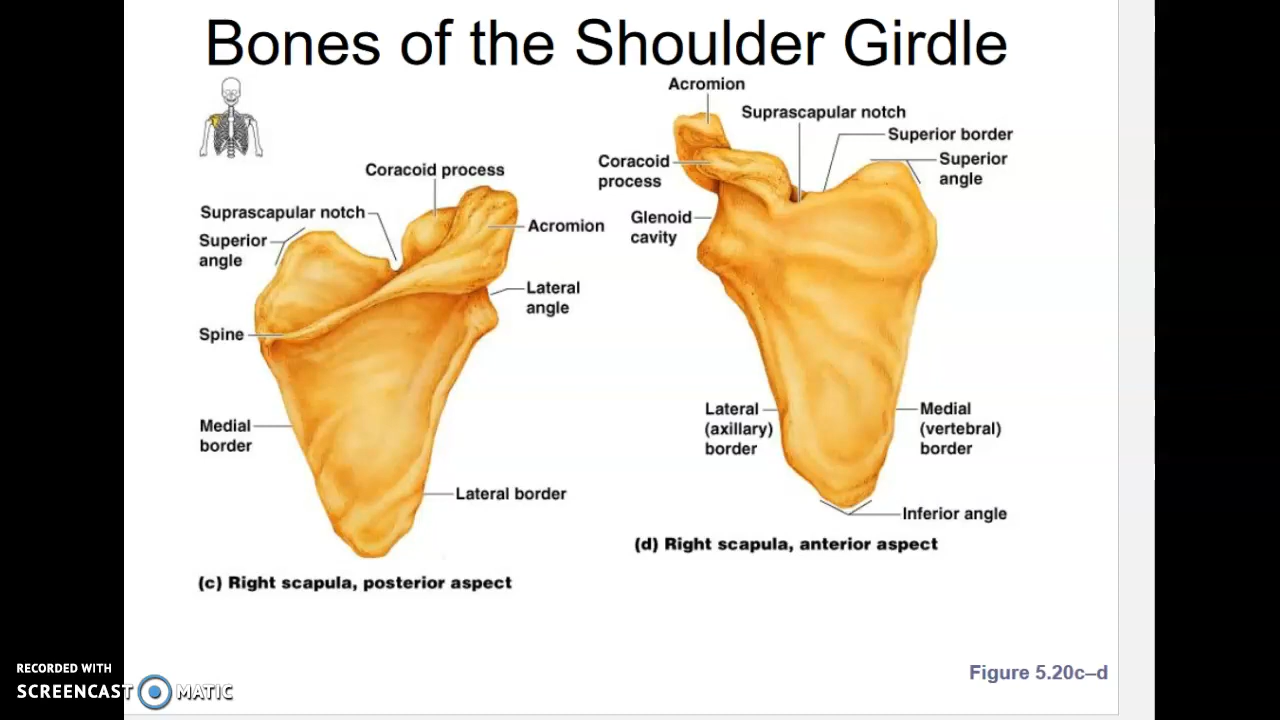 Bones of the Shoulder Girdle
Coracoid process
Suprascapular notch
Superior
angle
Acromion
Lateral
angle
Spine
Medial
border
Lateral border
(c) Right scapula, posterior aspect
Acromion
Suprascapular notch
Superior border
Superior
angle
Coracoid
process
Glenoid
cavity
Lateral
(axillary)
border
Medial
(vertebral)
border
Inferior angle
(d) Right scapula, anterior aspect
Figure 5.20c–d
RECORDED WITH
SCREENCAST MATIC